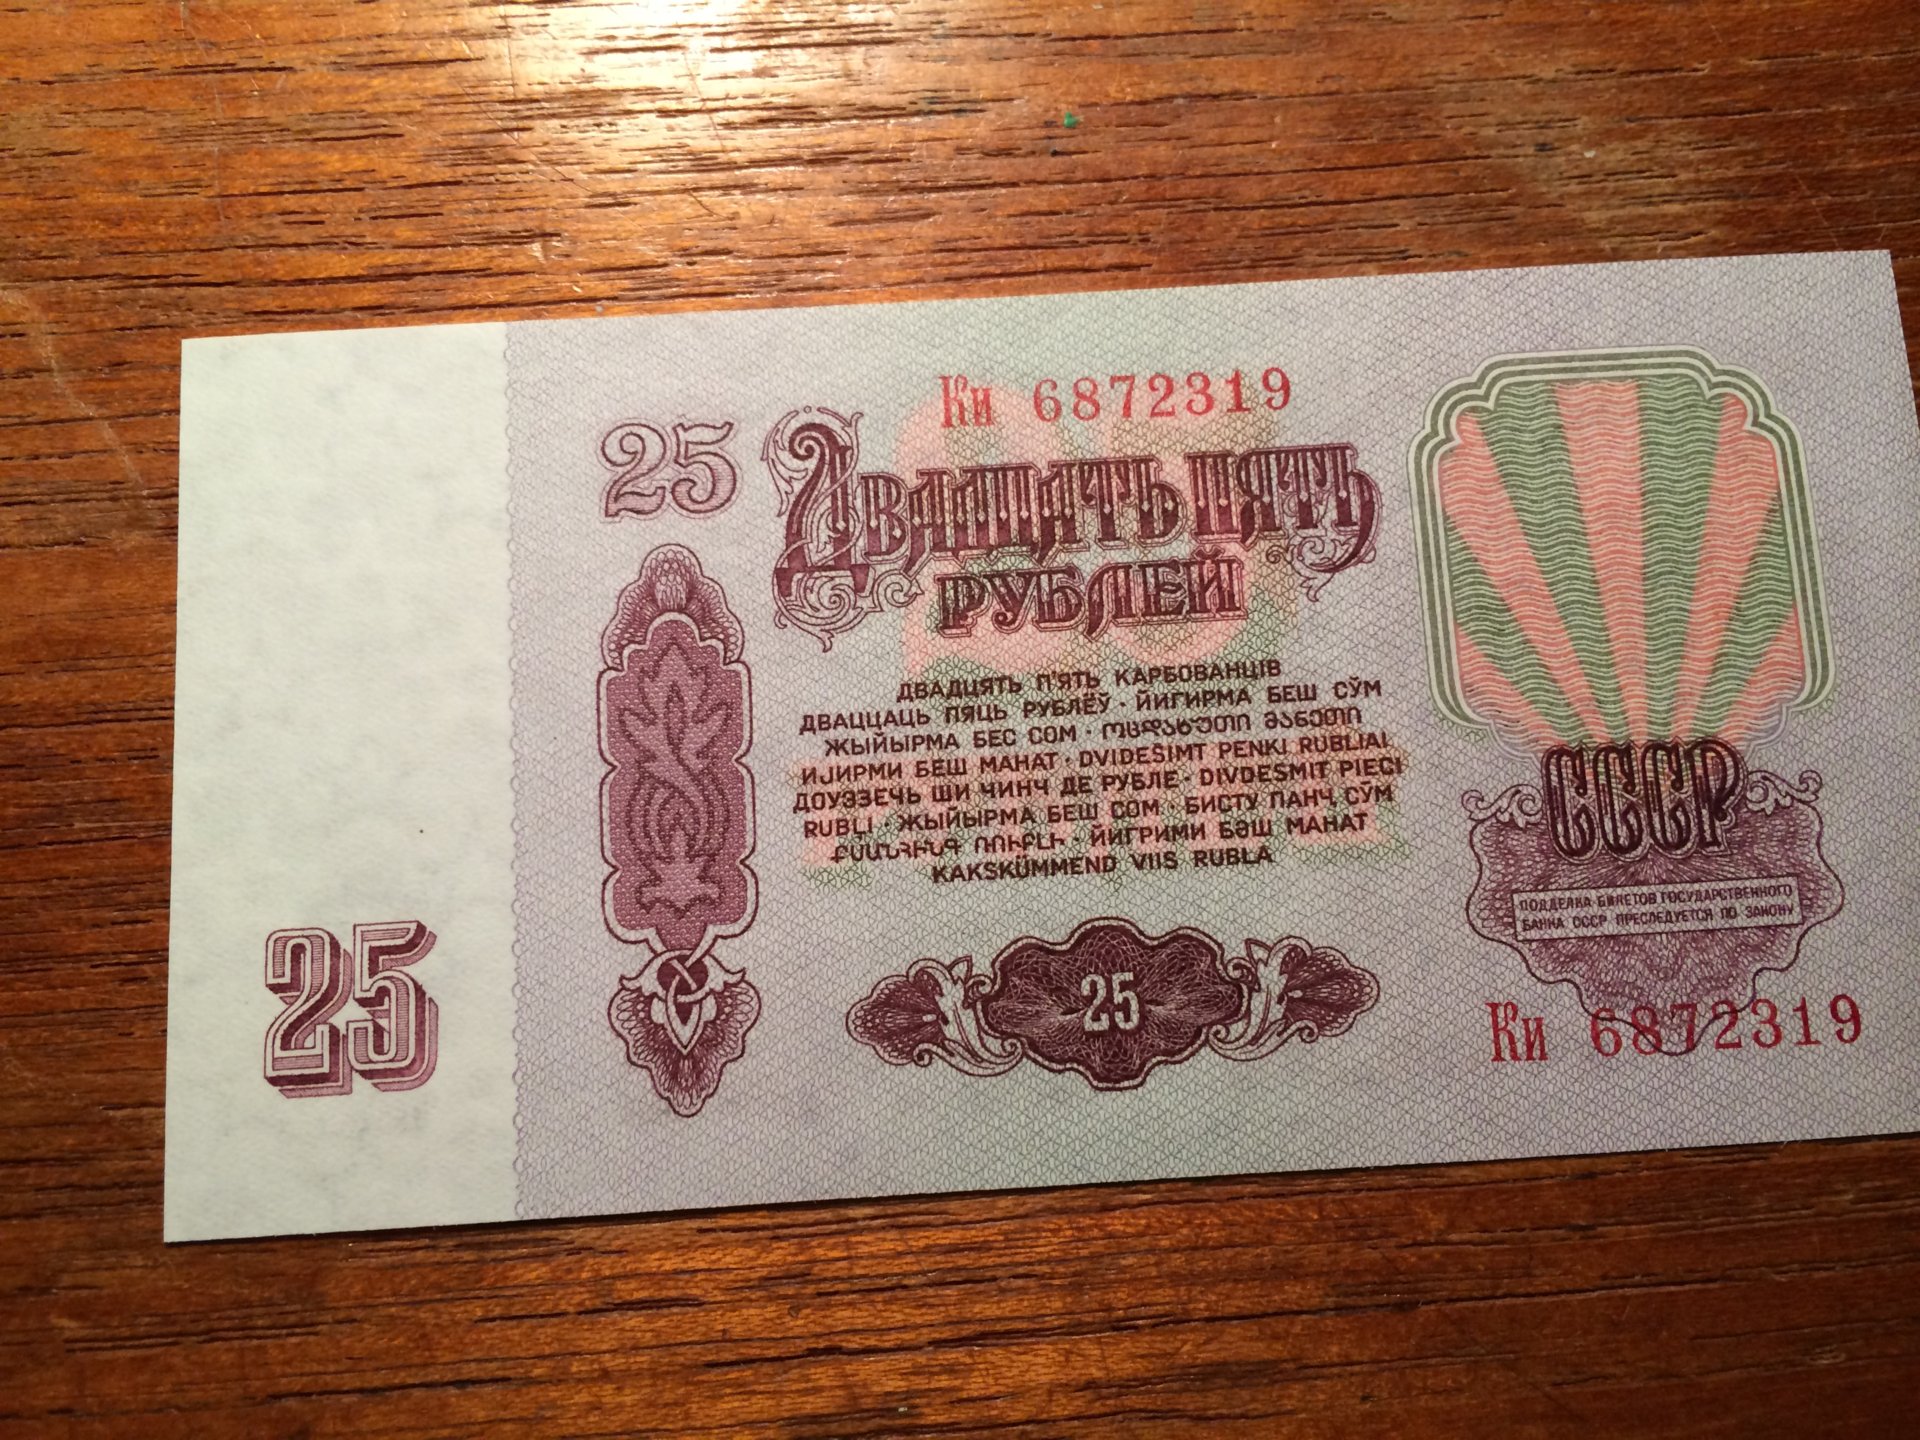 Ки 6872319
25
Двадцать пять
рублей
ДВАДЦЯТЬ П'ЯТЬ КАРБОВАНЦІВ
ДВАЦЦАЦЬ ПЯЦЬ РУБЛЁЎ · ЙИГИРМА БЕШ СЎМ
ЖЫЙЫРМА БЕС СОМ · ოცდახუთი მანეთი
ИЈИРМИ БЕШ МАНАТ · DVIDEŠIMT PENKI RUBLIAI
ДОУЭЗЕЧЬ ШИ ЧИНЧ ДЕ РУБЛЕ · DIVDESMIT PIECI
RUBĻI · ЖЫЙЫРМА БЕШ СОМ · БИСТУ ПАНҶ СЎМ
ՔՍԱՆՀԻՆԳ ՌՈՒԲԼԻ · ЙИГРИМИ БӘШ МАНАТ
KAKSKÜMMEND VIIS RUBLA
25
25
СССР
ПОДДЕЛКА БИЛЕТОВ ГОСУДАРСТВЕННОГО
БАНКА СССР ПРЕСЛЕДУЕТСЯ ПО ЗАКОНУ
Ки 6872319